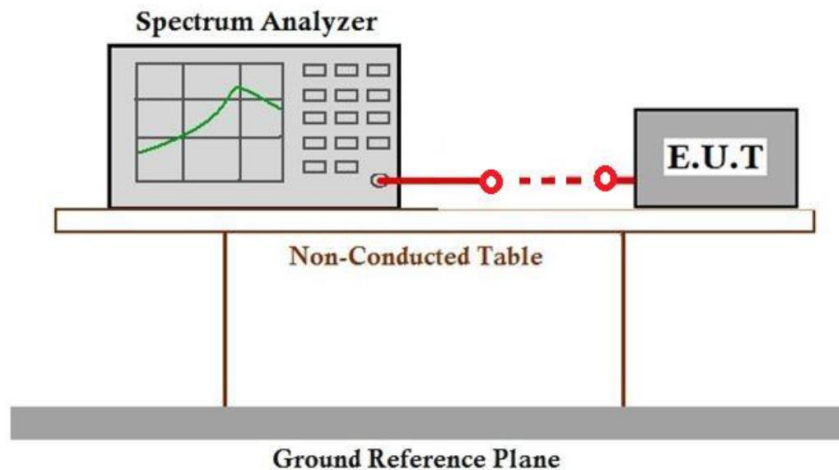 Spectrum Analyzer
E.U.T
Non-Conducted Table
Ground Reference Plane